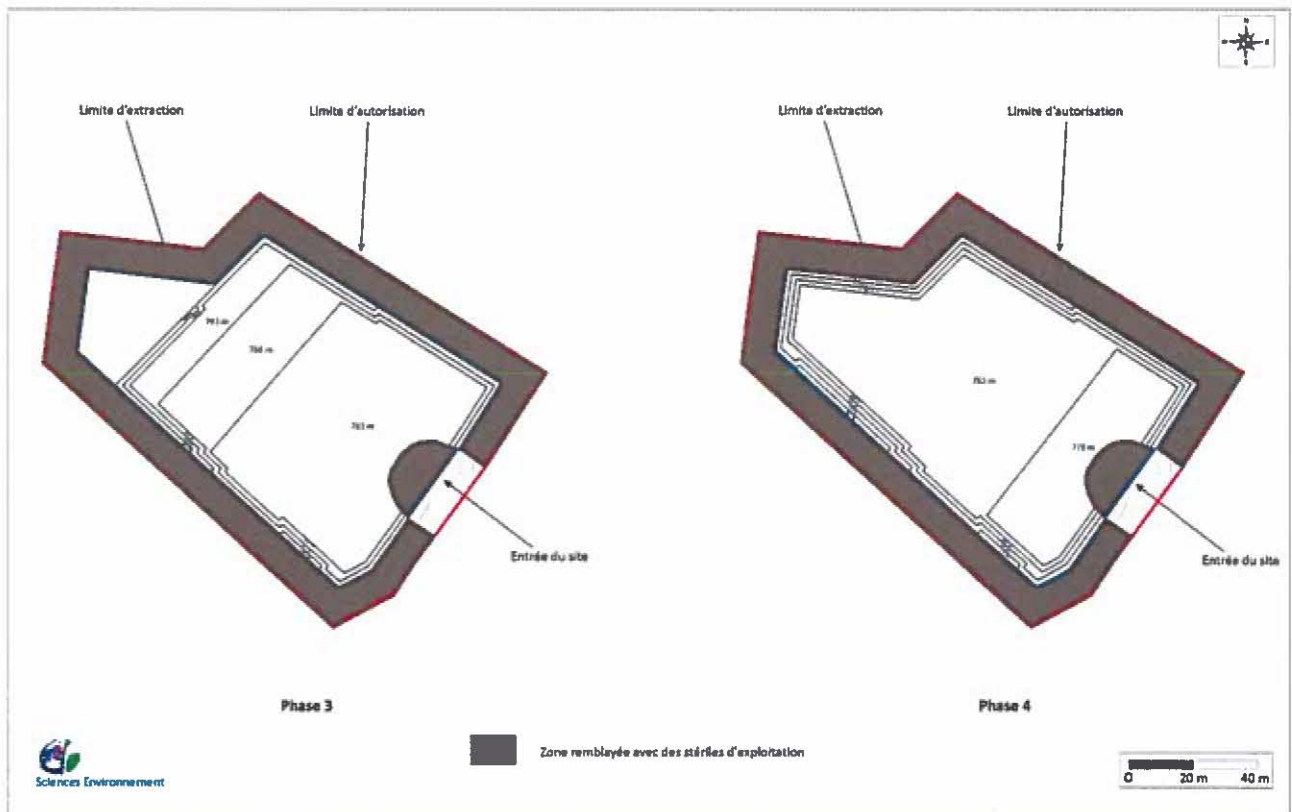 Limite d'extraction
Limite d'autorisation
Limite d'extraction
Limite d'autorisation
Entrée du site
Entrée du site
Phase 3
Phase 4
Zone remblayée avec des stériles d'exploitation
Sciences Environnement
0 20 m 40 m